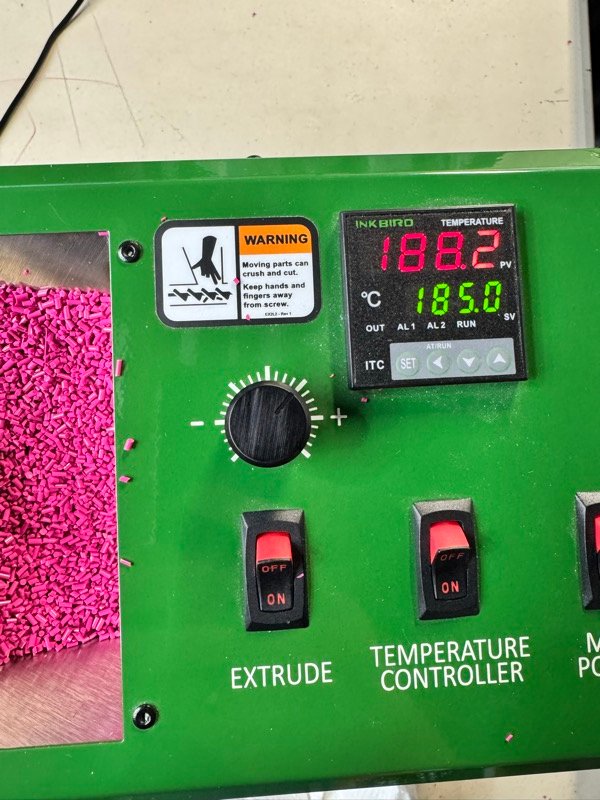 WARNING
Moving parts can
crush and cut.
Keep hands and
fingers away
from screw.
INKBIRD TEMPERATURE
188.2 PV
°C 185.0 SV
OUT AL1 AL2 RUN
AT/RUN
ITC SET
- +
OFF
ON
OFF
ON
EXTRUDE
TEMPERATURE
CONTROLLER
M
PO